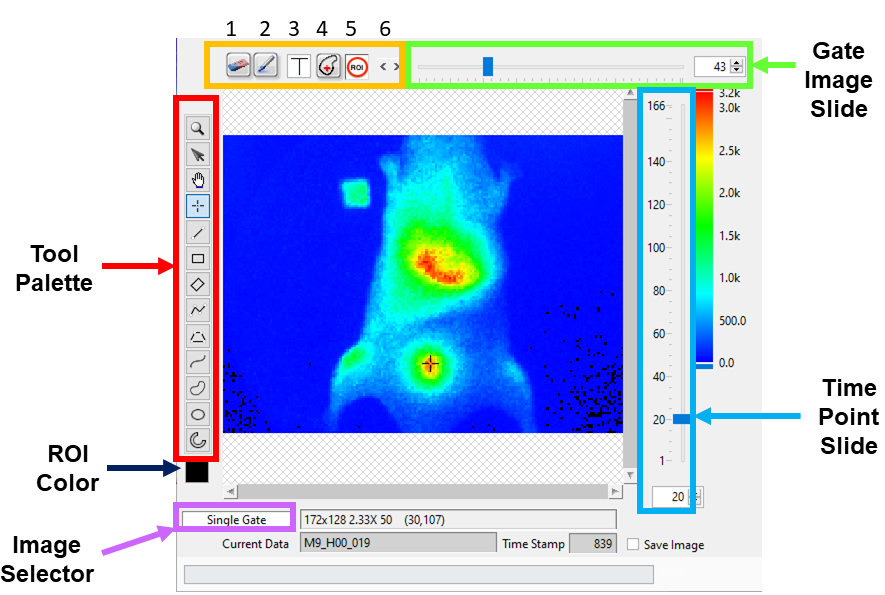 1 2 3 4 5 6
Gate
Image
Slide
T
ROI
< >
43
166
140
120
100
80
60
40
20
1
20
3.2k
3.0k
2.5k
2.0k
1.5k
1.0k
500.0
0.0
Tool
Palette
Time
Point
Slide
ROI
Color
Image
Selector
Single Gate
172x128 2.33X 50 (30,107)
Current Data M9_H00_019 Time Stamp 839 Save Image